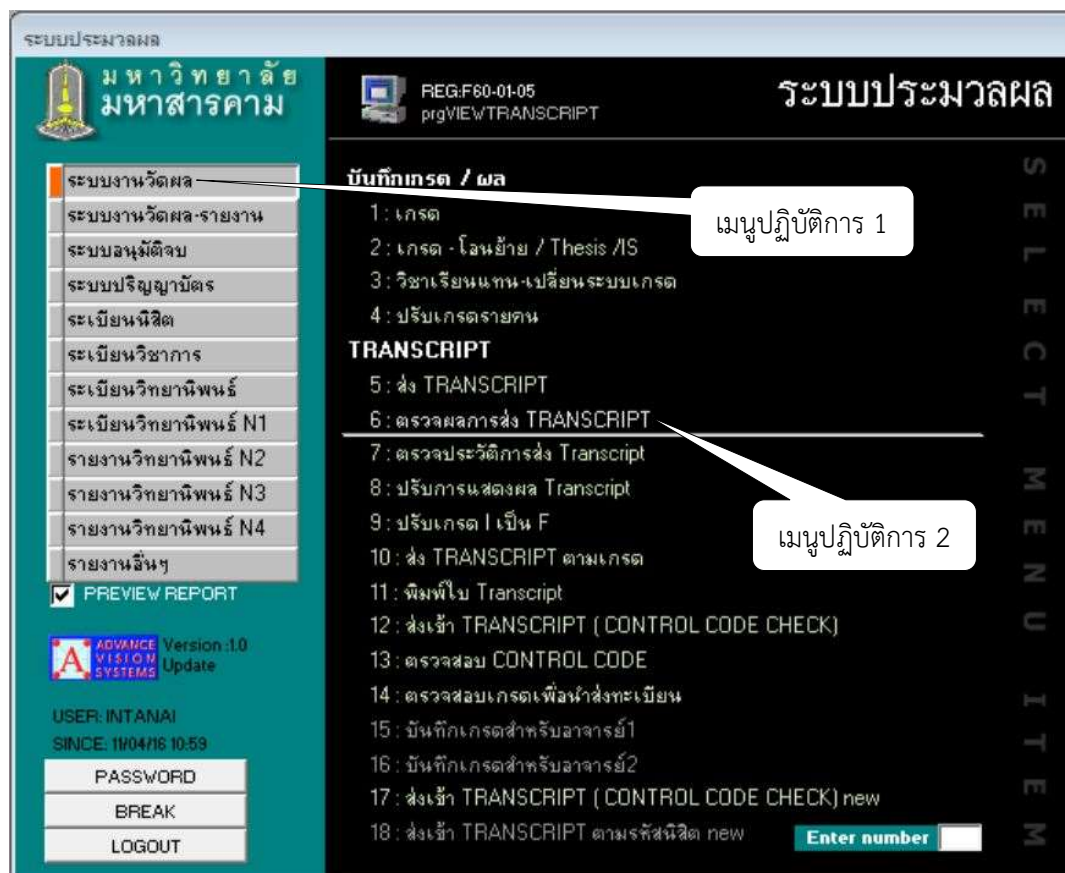 ระบบประมวลผล
มหาวิทยาลัย
มหาสารคาม
REG:F60-01-05
prgVIEWTRANSCRIPT
ระบบประมวลผล
ระบบงานวัดผล
ระบบงานวัดผล-รายงาน
ระบบอนุมัติจบ
ระบบปริญญาบัตร
ระเบียนนิสิต
ระเบียนวิชาการ
ระเบียนวิทยานิพนธ์
ระเบียนวิทยานิพนธ์ N1
รายงานวิทยานิพนธ์ N2
รายงานวิทยานิพนธ์ N3
รายงานวิทยานิพนธ์ N4
รายงานอื่นๆ
PREVIEW REPORT
A ADVANCE VISION SYSTEMS
Version :1.0
Update
USER: INTANAI
SINCE: 11/04/16 10:59
PASSWORD
BREAK
LOGOUT
บันทึกเกรด / ผล
1 : เกรด
2 : เกรด - โอนย้าย / Thesis /IS
3 : วิชาเรียนแทน-เปลี่ยนระบบเกรด
4 : ปรับเกรดรายคน
TRANSCRIPT
5 : ส่ง TRANSCRIPT
6 : ตรวจผลการส่ง TRANSCRIPT
7 : ตรวจประวัติการส่ง Transcript
8 : ปรับการแสดงผล Transcript
9 : ปรับเกรด I เป็น F
10 : ส่ง TRANSCRIPT ตามเกรด
11 : พิมพ์ใบ Transcript
12 : ส่งเข้า TRANSCRIPT ( CONTROL CODE CHECK)
13 : ตรวจสอบ CONTROL CODE
14 : ตรวจสอบเกรดเพื่อนำส่งทะเบียน
15 : บันทึกเกรดสำหรับอาจารย์1
16 : บันทึกเกรดสำหรับอาจารย์2
17 : ส่งเข้า TRANSCRIPT ( CONTROL CODE CHECK) new
18 : ส่งเข้า TRANSCRIPT ตามรหัสนิสิต new
Enter number
เมนูปฏิบัติการ 1
เมนูปฏิบัติการ 2
SELECT MENU ITEM